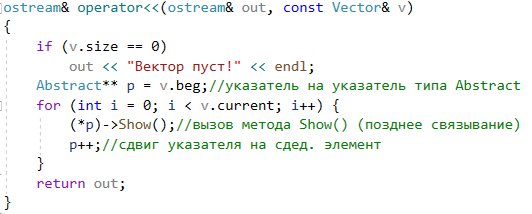 ostream& operator<<(ostream& out, const Vector& v)
{
    if (v.size == 0)
        out << "Вектор пуст!" << endl;
    Abstract** p = v.beg;//указатель на указатель типа Abstract
    for (int i = 0; i < v.current; i++) {
        (*p)->Show();//вызов метода Show() (позднее связывание)
        p++;//сдвиг указателя на сдед. элемент
    }
    return out;
}